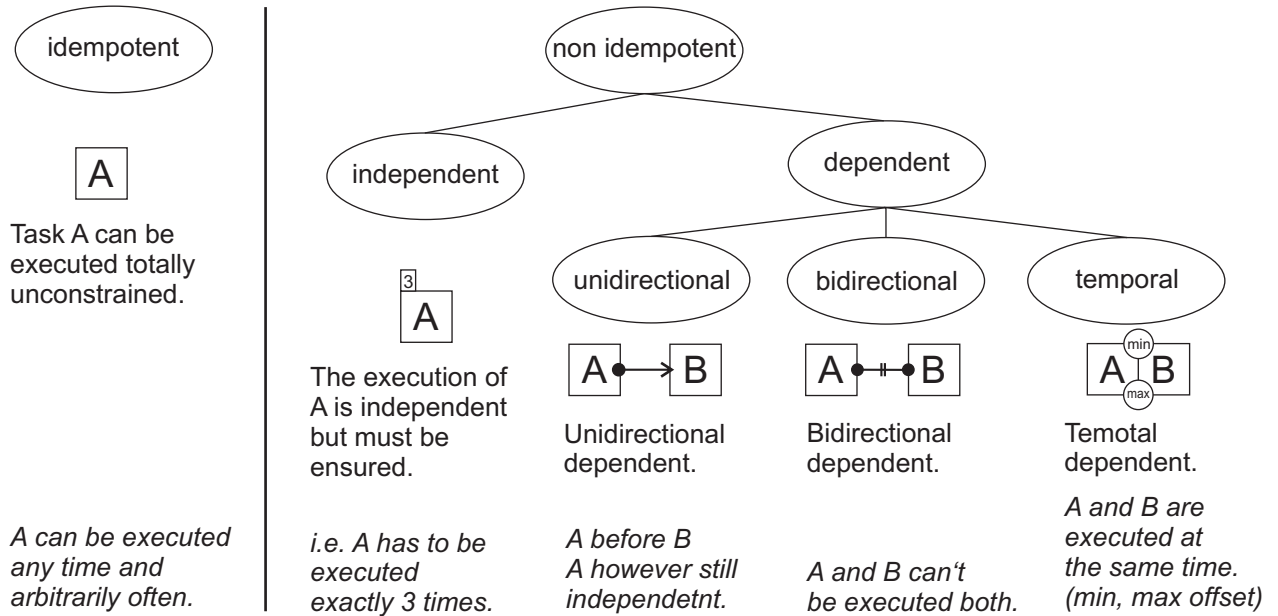 idempotent
A
Task A can be
executed totally
unconstrained.
A can be executed
any time and
arbitrarily often.
non idempotent
independent
dependent
3
A
The execution of
A is independent
but must be
ensured.
i.e. A has to be
executed
exactly 3 times.
unidirectional
A B
Unidirectional
dependent.
A before B
A however still
independetnt.
bidirectional
A B
Bidirectional
dependent.
A and B can‘t
be executed both.
temporal
min
A B
max
Temotal
dependent.
A and B are
executed at
the same time.
(min, max offset)